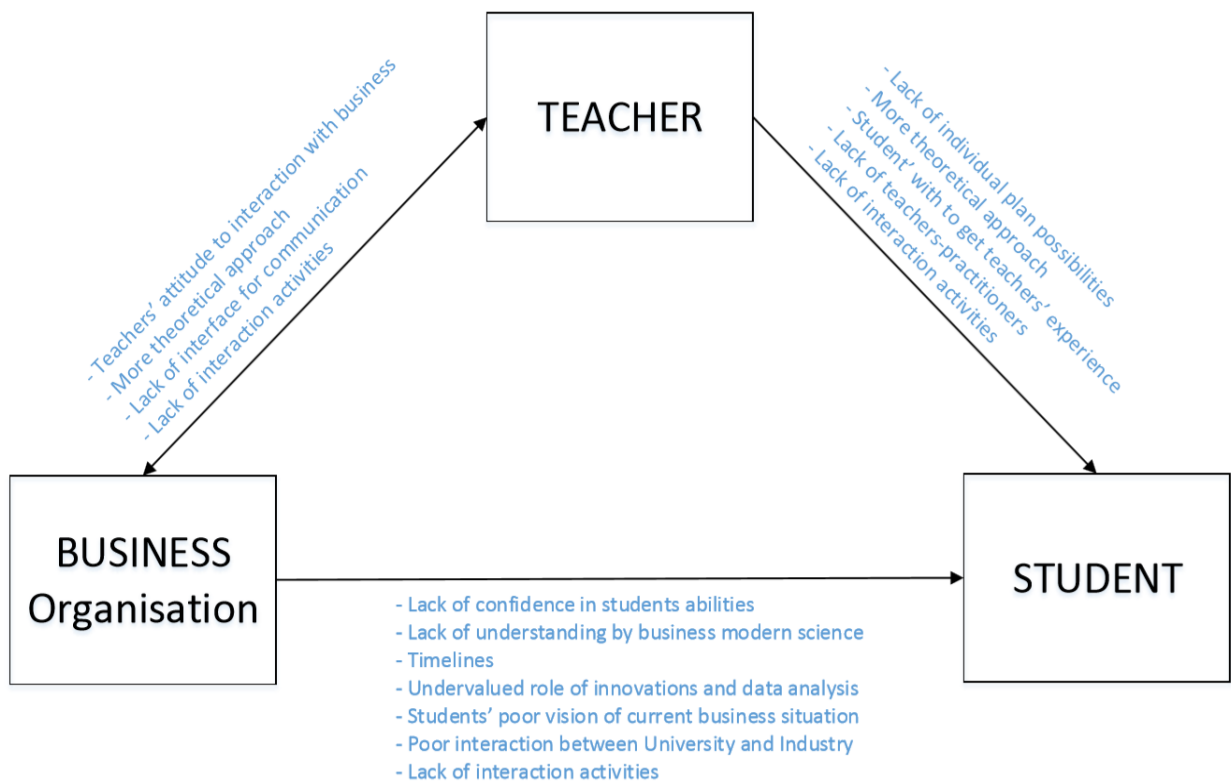 TEACHER
- Teachers' attitude to interaction with business
- More theoretical approach
- Lack of interface for communication
- Lack of interaction activities
- Lack of individual plan possibilities
- More theoretical approach
- Student' with to get teachers' experience
- Lack of teachers-practitioners
- Lack of interaction activities
BUSINESS
Organisation
STUDENT
- Lack of confidence in students abilities
- Lack of understanding by business modern science
- Timelines
- Undervalued role of innovations and data analysis
- Students' poor vision of current business situation
- Poor interaction between University and Industry
- Lack of interaction activities